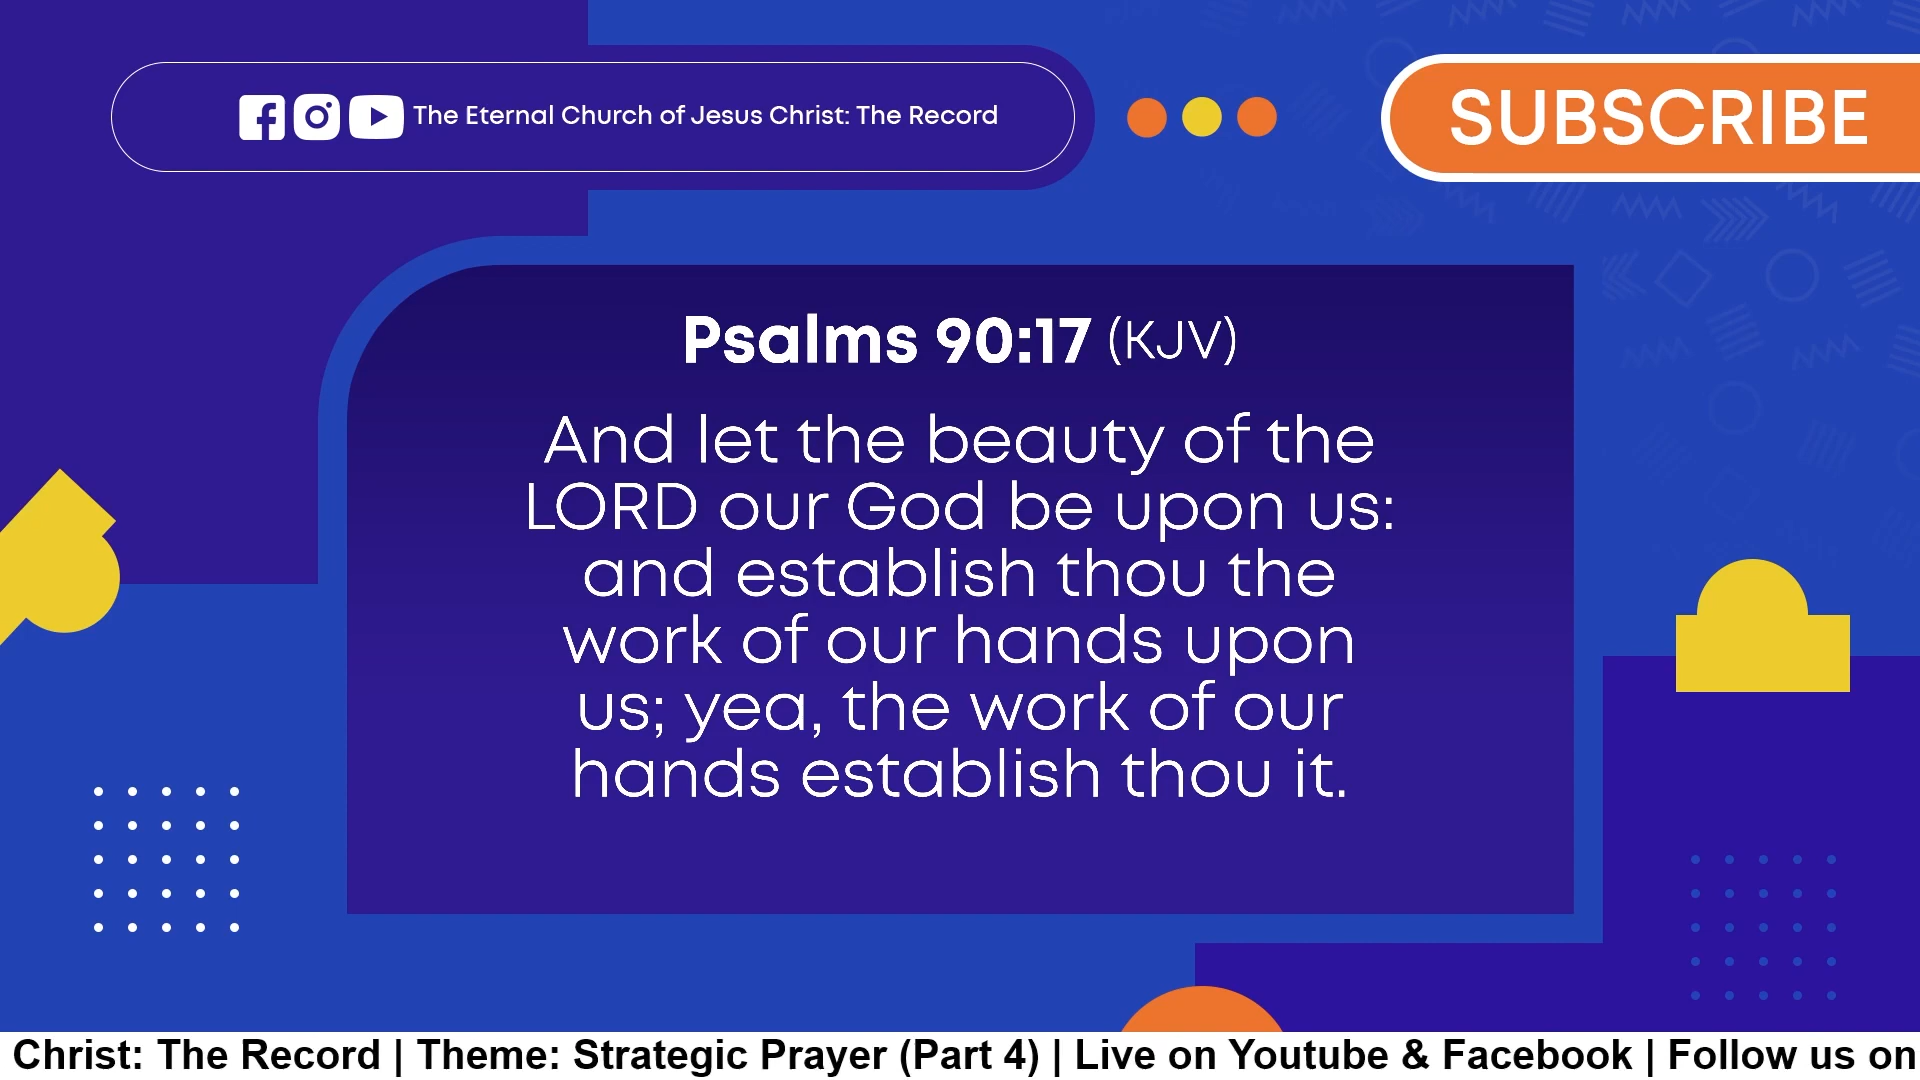 The Eternal Church of Jesus Christ: The Record
SUBSCRIBE
Psalms 90:17 (KJV)
And let the beauty of the
LORD our God be upon us:
and establish thou the
work of our hands upon
us; yea, the work of our
hands establish thou it.
Christ: The Record | Theme: Strategic Prayer (Part 4) | Live on Youtube & Facebook | Follow us on